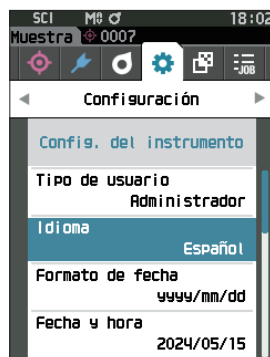 SCI M0 ♂ 18:02
Muestra 0007
-JOB
Configuración
Config. del instrumento
Tipo de usuario
Administrador
Idioma
Español
Formato de fecha
yyyy/mm/dd
Fecha y hora
2024/05/15